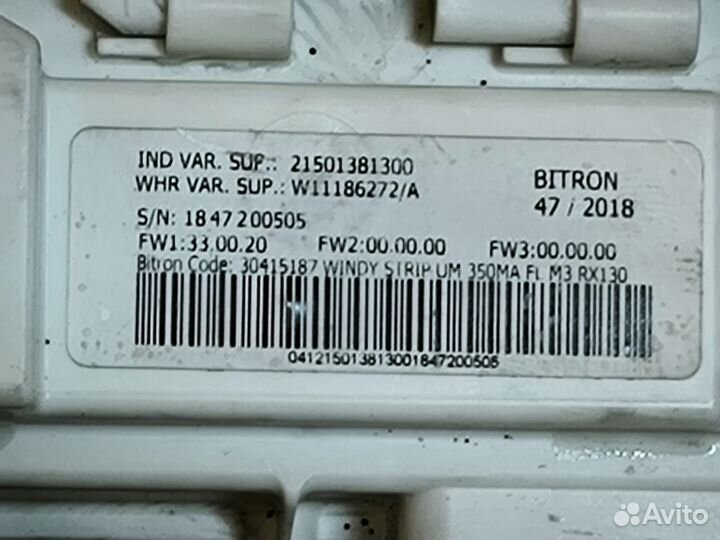 IND VAR. SUP.: 21501381300
WHR VAR. SUP.: W11186272/A
BITRON
47 / 2018
S/N: 1847200505
FW1:33.00.20 FW2:00.00.00 FW3:00.00.00
Bitron Code: 30415187 WINDY STRIP UM 350MA FL M3 RX130
041215013813001847200505
Avito